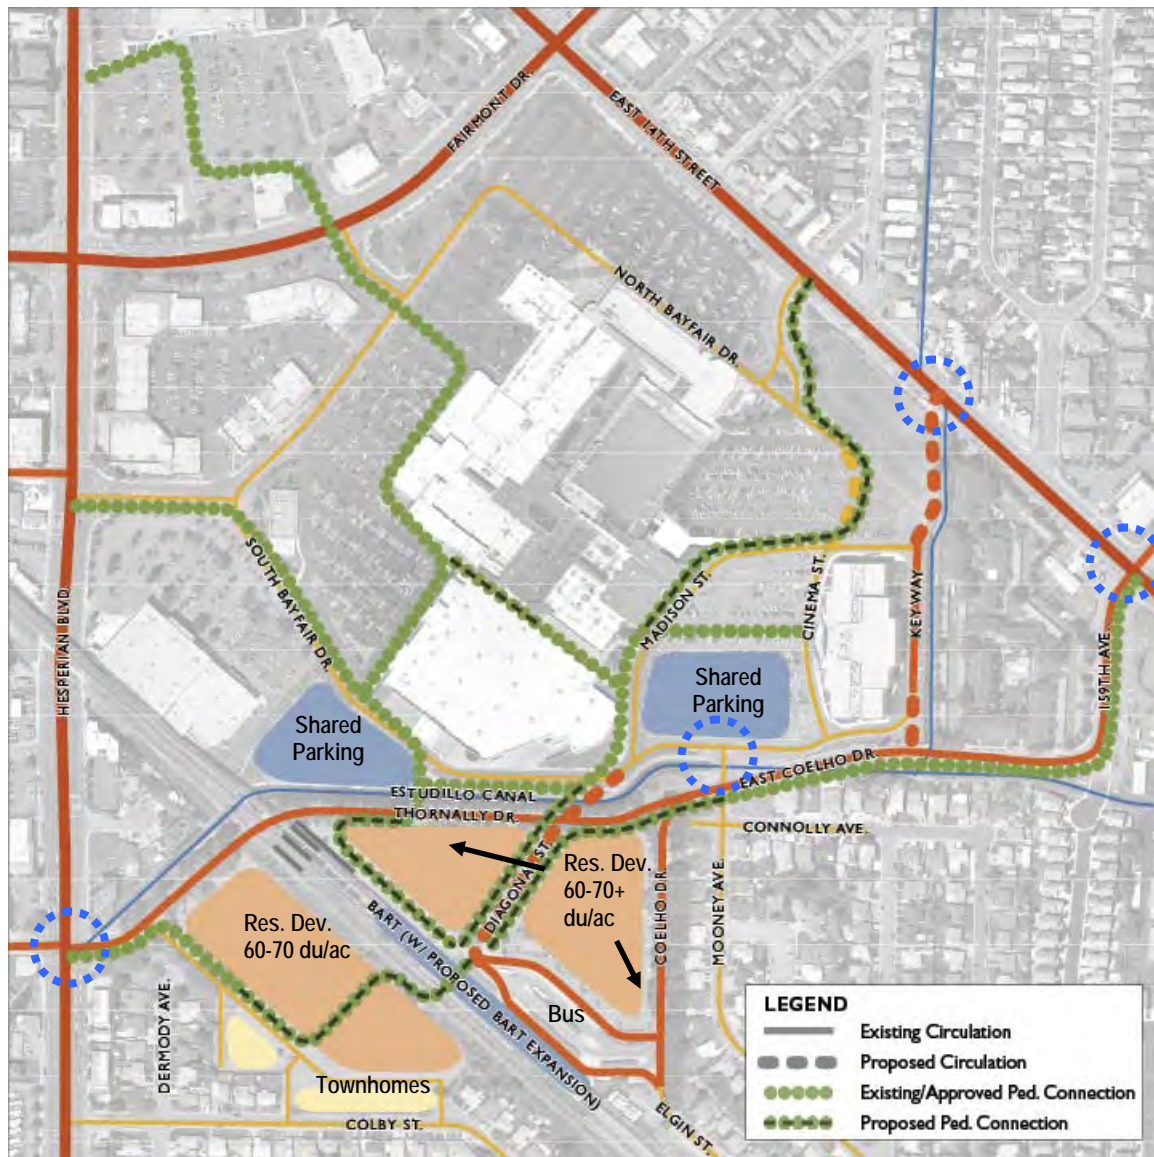 FAIRMONT DR.
EAST 14TH STREET
NORTH BAYFAIR DR.
HESPERIAN BLVD.
SOUTH BAYFAIR DR.
MADISON ST.
CINEMA ST.
KEY WAY
159TH AVE.
Shared
Parking
Shared
Parking
EAST COELHO DR.
ESTUDILLO CANAL
THORNALLY DR.
CONNOLLY AVE.
DIAGONAL ST.
Res. Dev.
60-70+
du/ac
Res. Dev.
60-70 du/ac
BART (W/ PROPOSED BART EXPANSION)
COELHO DR.
MOONEY AVE.
Bus
DERMODY AVE.
Townhomes
COLBY ST.
ELGIN ST.
LEGEND
Existing Circulation
Proposed Circulation
Existing/Approved Ped. Connection
Proposed Ped. Connection